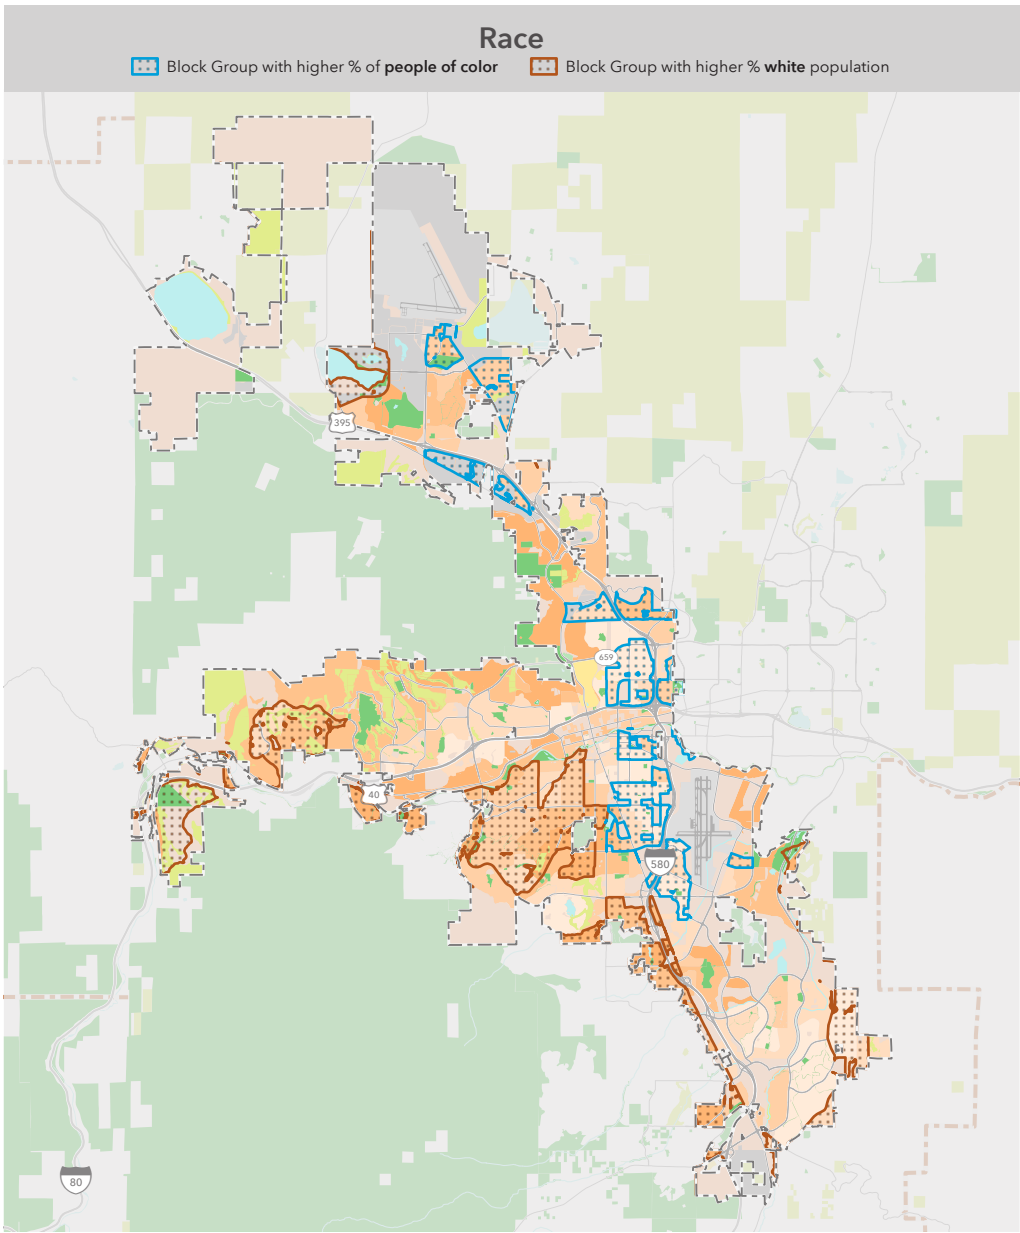 Race
Block Group with higher % of people of color
Block Group with higher % white population
395
659
40
580
80